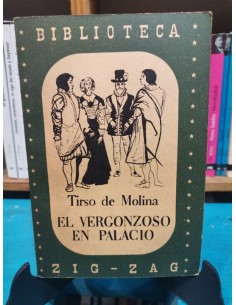 BIBLIOTECA
Tirso de Molina
EL VERGONZOSO
EN PALACIO
ZIG-ZAG